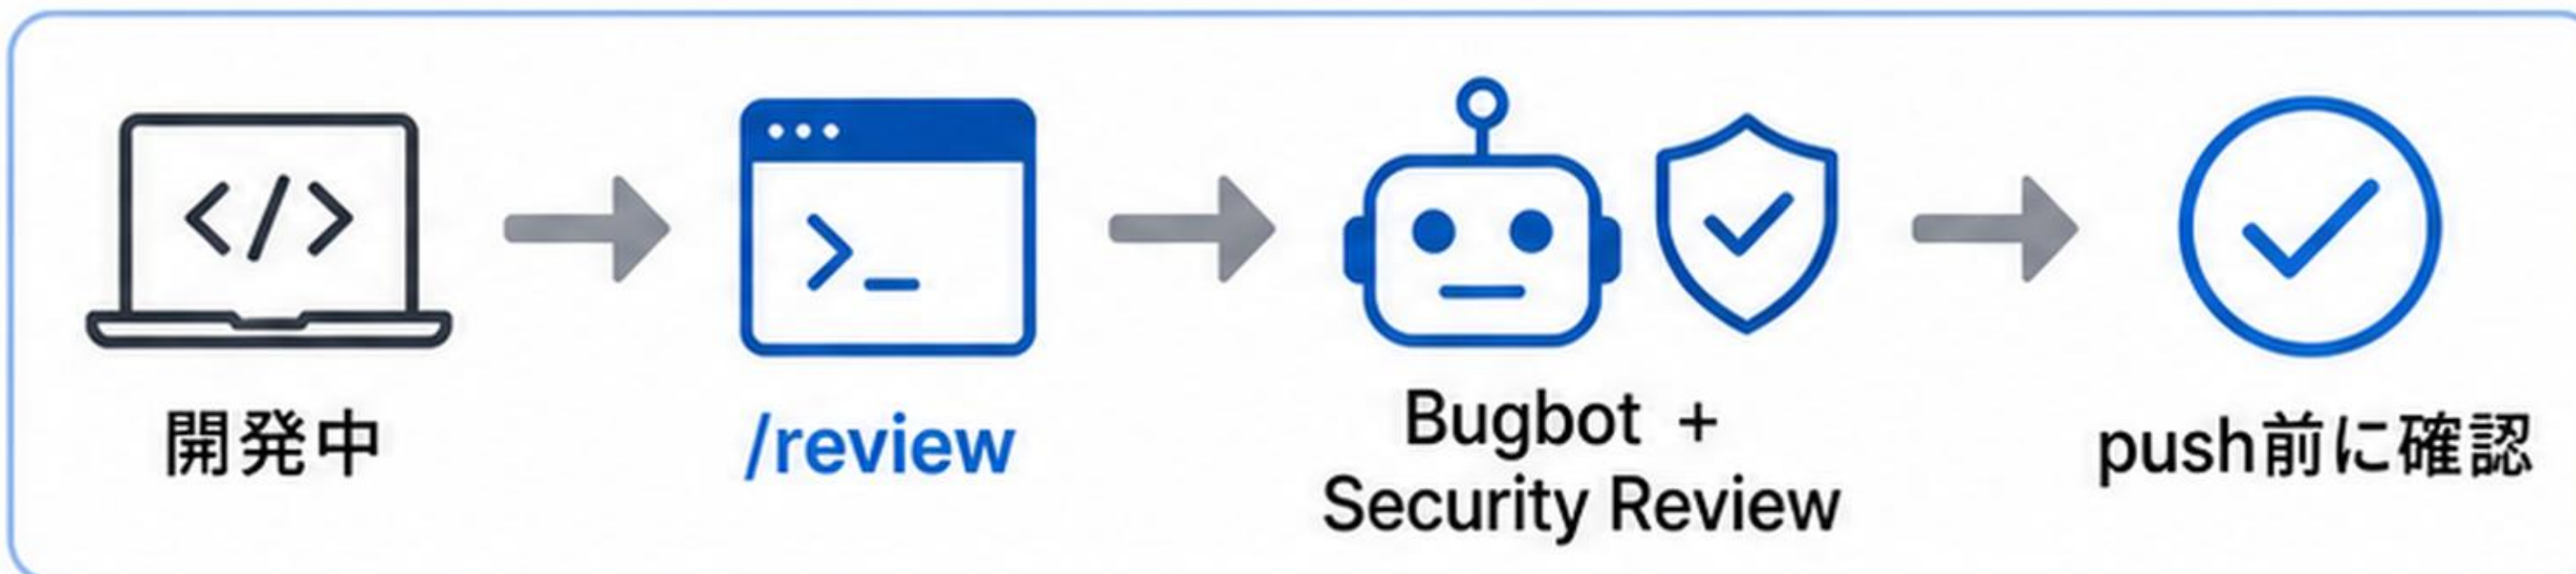 開発中
/review
Bugbot +
Security Review
push前に確認